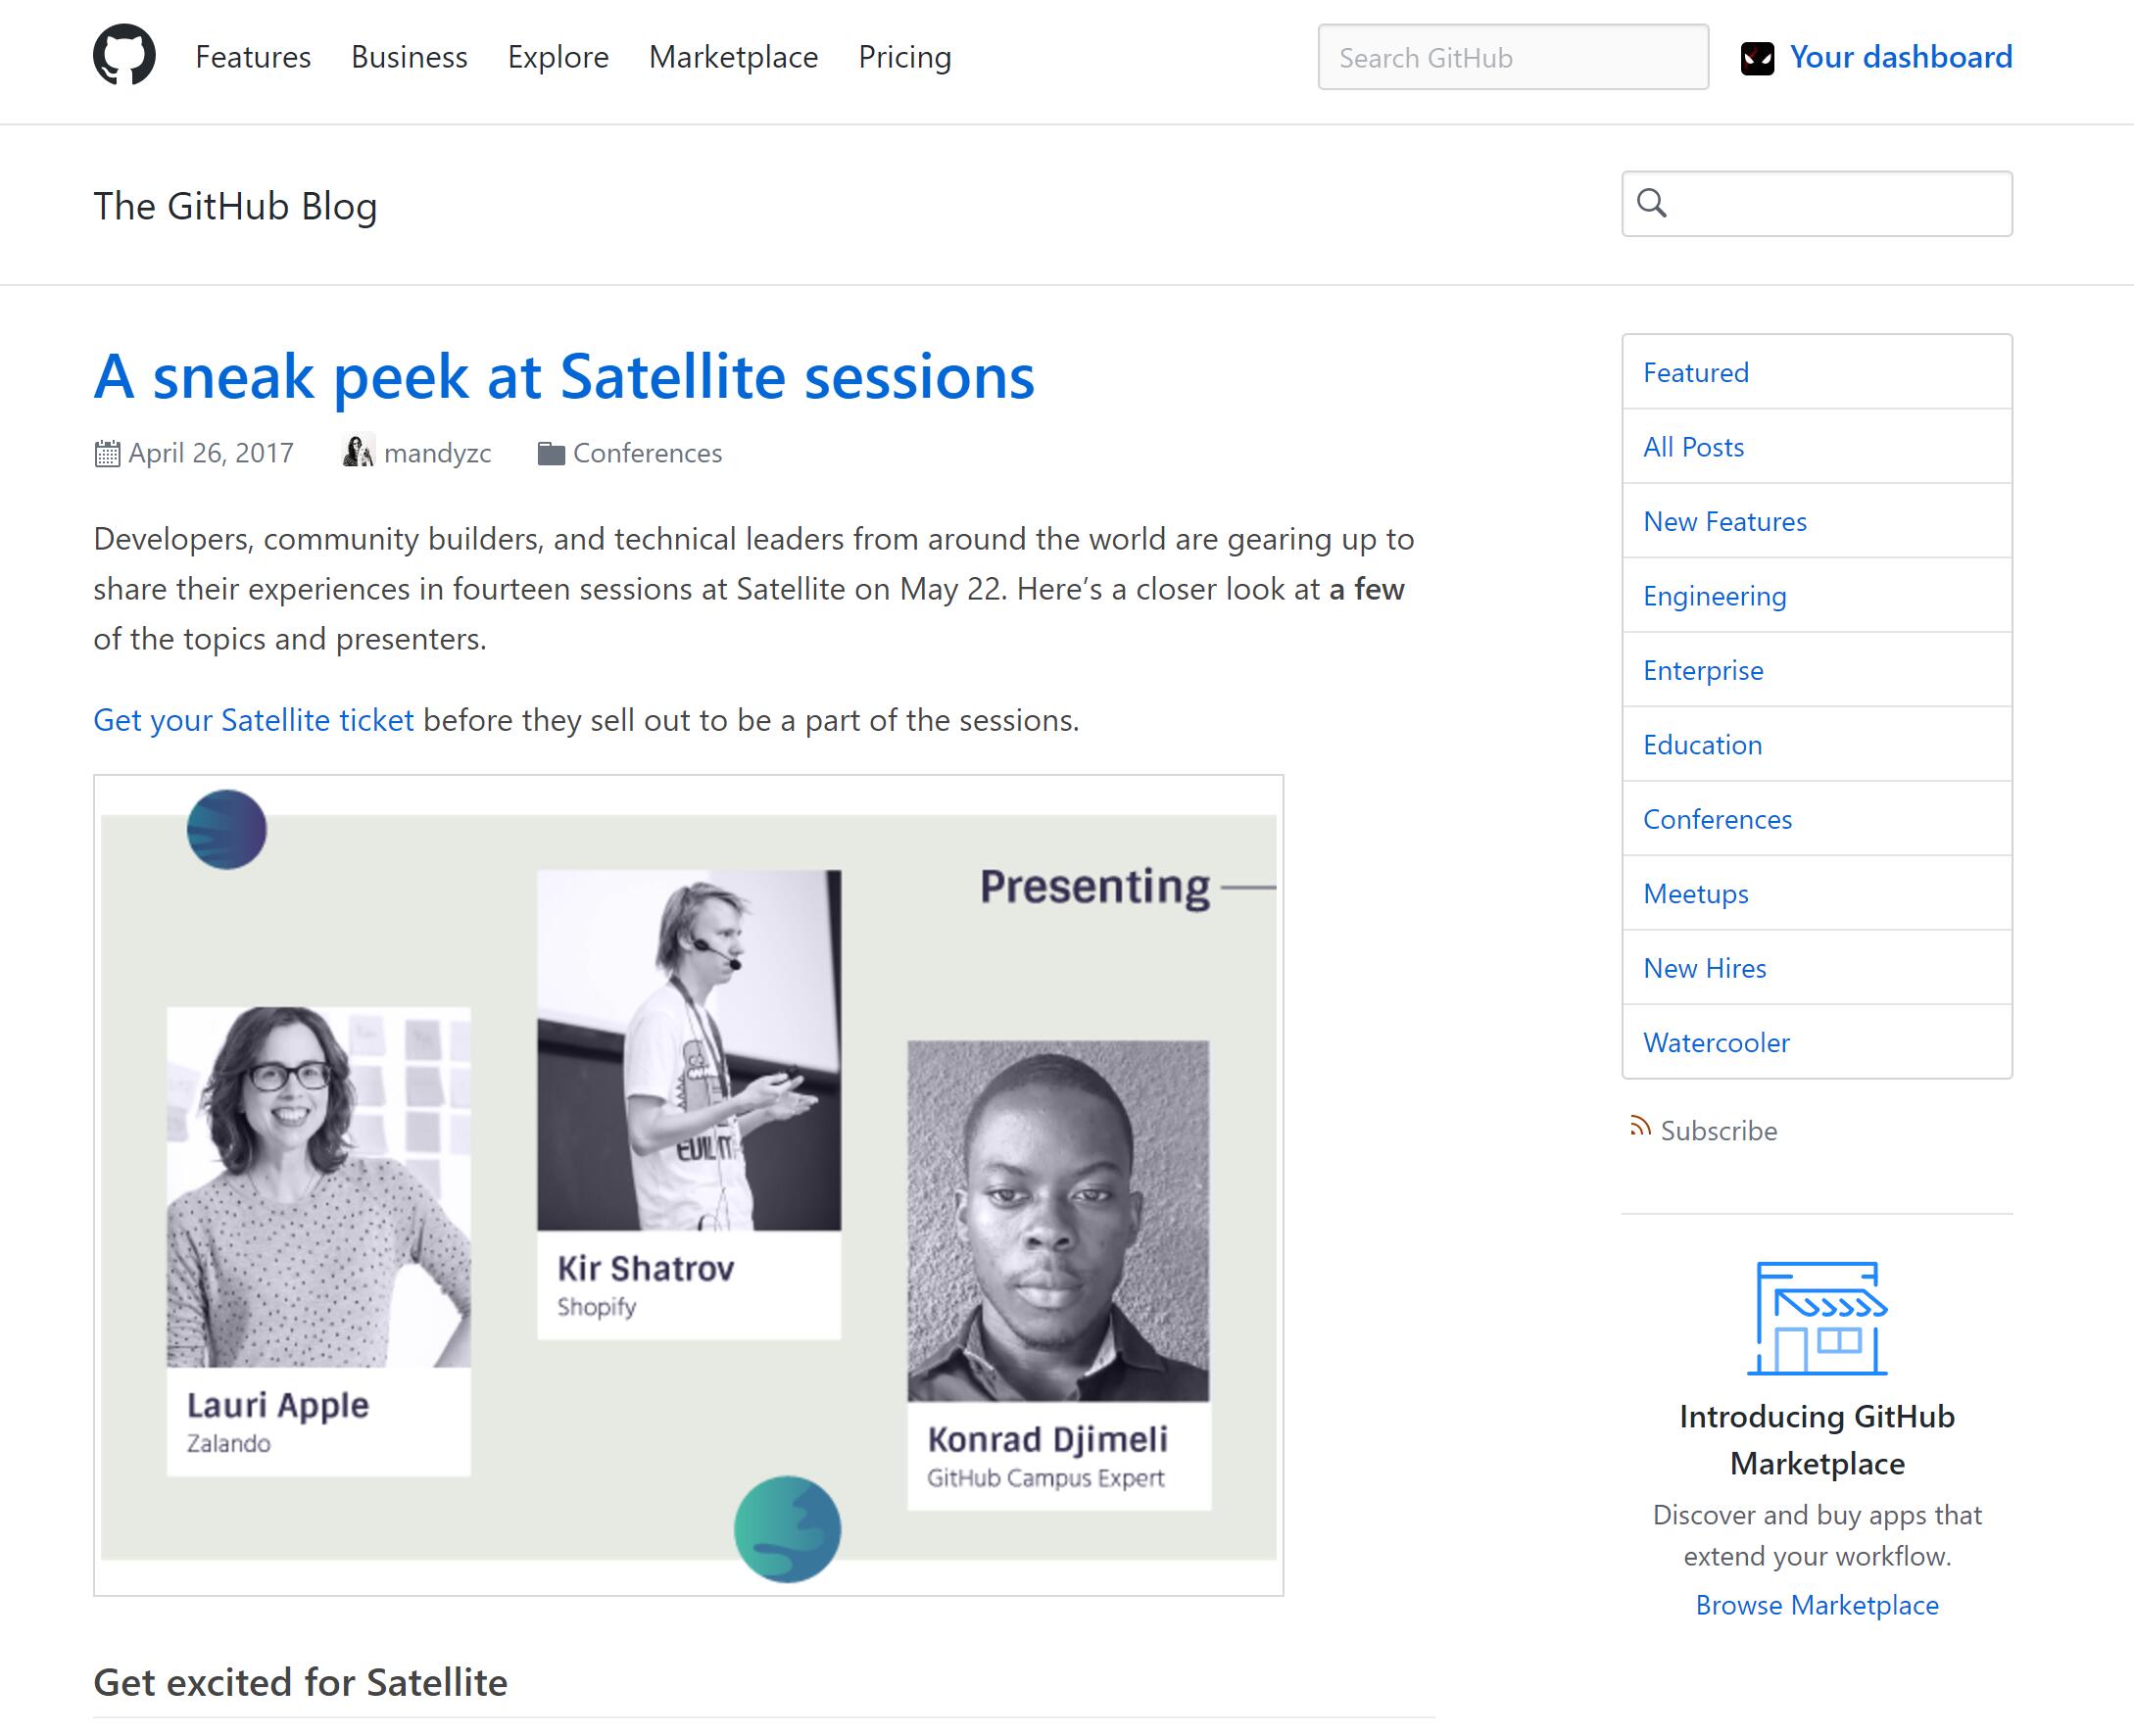 Features Business Explore Marketplace Pricing
Search GitHub
Your dashboard
The GitHub Blog
A sneak peek at Satellite sessions
April 26, 2017 mandyzc Conferences
Developers, community builders, and technical leaders from around the world are gearing up to
share their experiences in fourteen sessions at Satellite on May 22. Here’s a closer look at a few
of the topics and presenters.
Get your Satellite ticket before they sell out to be a part of the sessions.
Presenting
Lauri Apple
Zalando
Kir Shatrov
Shopify
Konrad Djimeli
GitHub Campus Expert
Get excited for Satellite
Featured
All Posts
New Features
Engineering
Enterprise
Education
Conferences
Meetups
New Hires
Watercooler
Subscribe
Introducing GitHub
Marketplace
Discover and buy apps that
extend your workflow.
Browse Marketplace